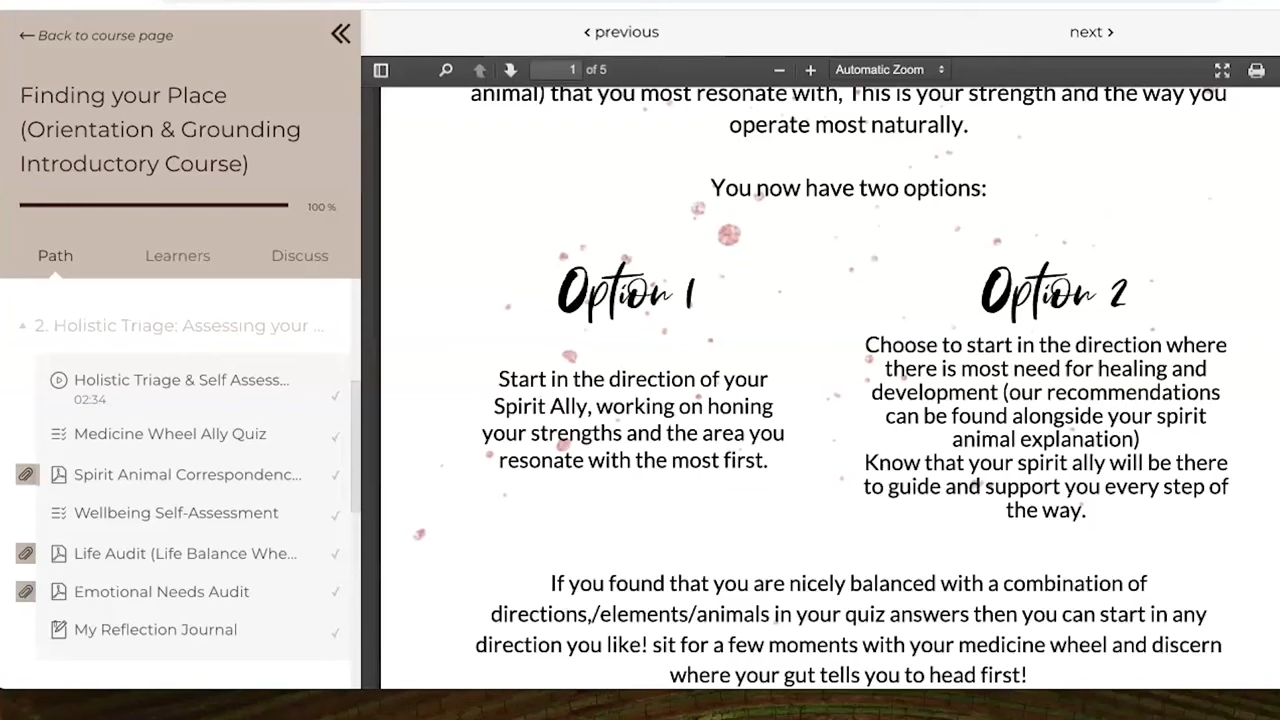 ← Back to course page
Finding your Place
(Orientation & Grounding
Introductory Course)
100 %
Path
Learners
Discuss
2. Holistic Triage: Assessing your ...
Holistic Triage & Self Assess...
02:34
Medicine Wheel Ally Quiz
Spirit Animal Correspondenc...
Wellbeing Self-Assessment
Life Audit (Life Balance Whe...
Emotional Needs Audit
My Reflection Journal
‹ previous
next ›
1 of 5
Automatic Zoom
animal) that you most resonate with, This is your strength and the way you
operate most naturally.
You now have two options:
Option 1
Start in the direction of your
Spirit Ally, working on honing
your strengths and the area you
resonate with the most first.
Option 2
Choose to start in the direction where
there is most need for healing and
development (our recommendations
can be found alongside your spirit
animal explanation)
Know that your spirit ally will be there
to guide and support you every step of
the way.
If you found that you are nicely balanced with a combination of
directions,/elements/animals in your quiz answers then you can start in any
direction you like! sit for a few moments with your medicine wheel and discern
where your gut tells you to head first!